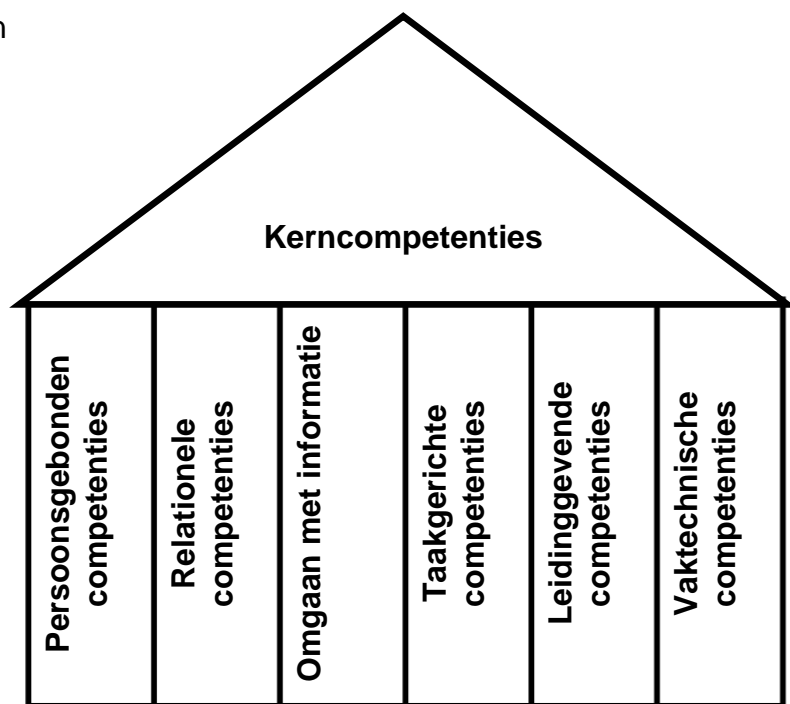 n
Kerncompetenties
Persoonsgebonden
competenties
Relationele
competenties
Omgaan met informatie
Taakgerichte
competenties
Leidinggevende
competenties
Vaktechnische
competenties